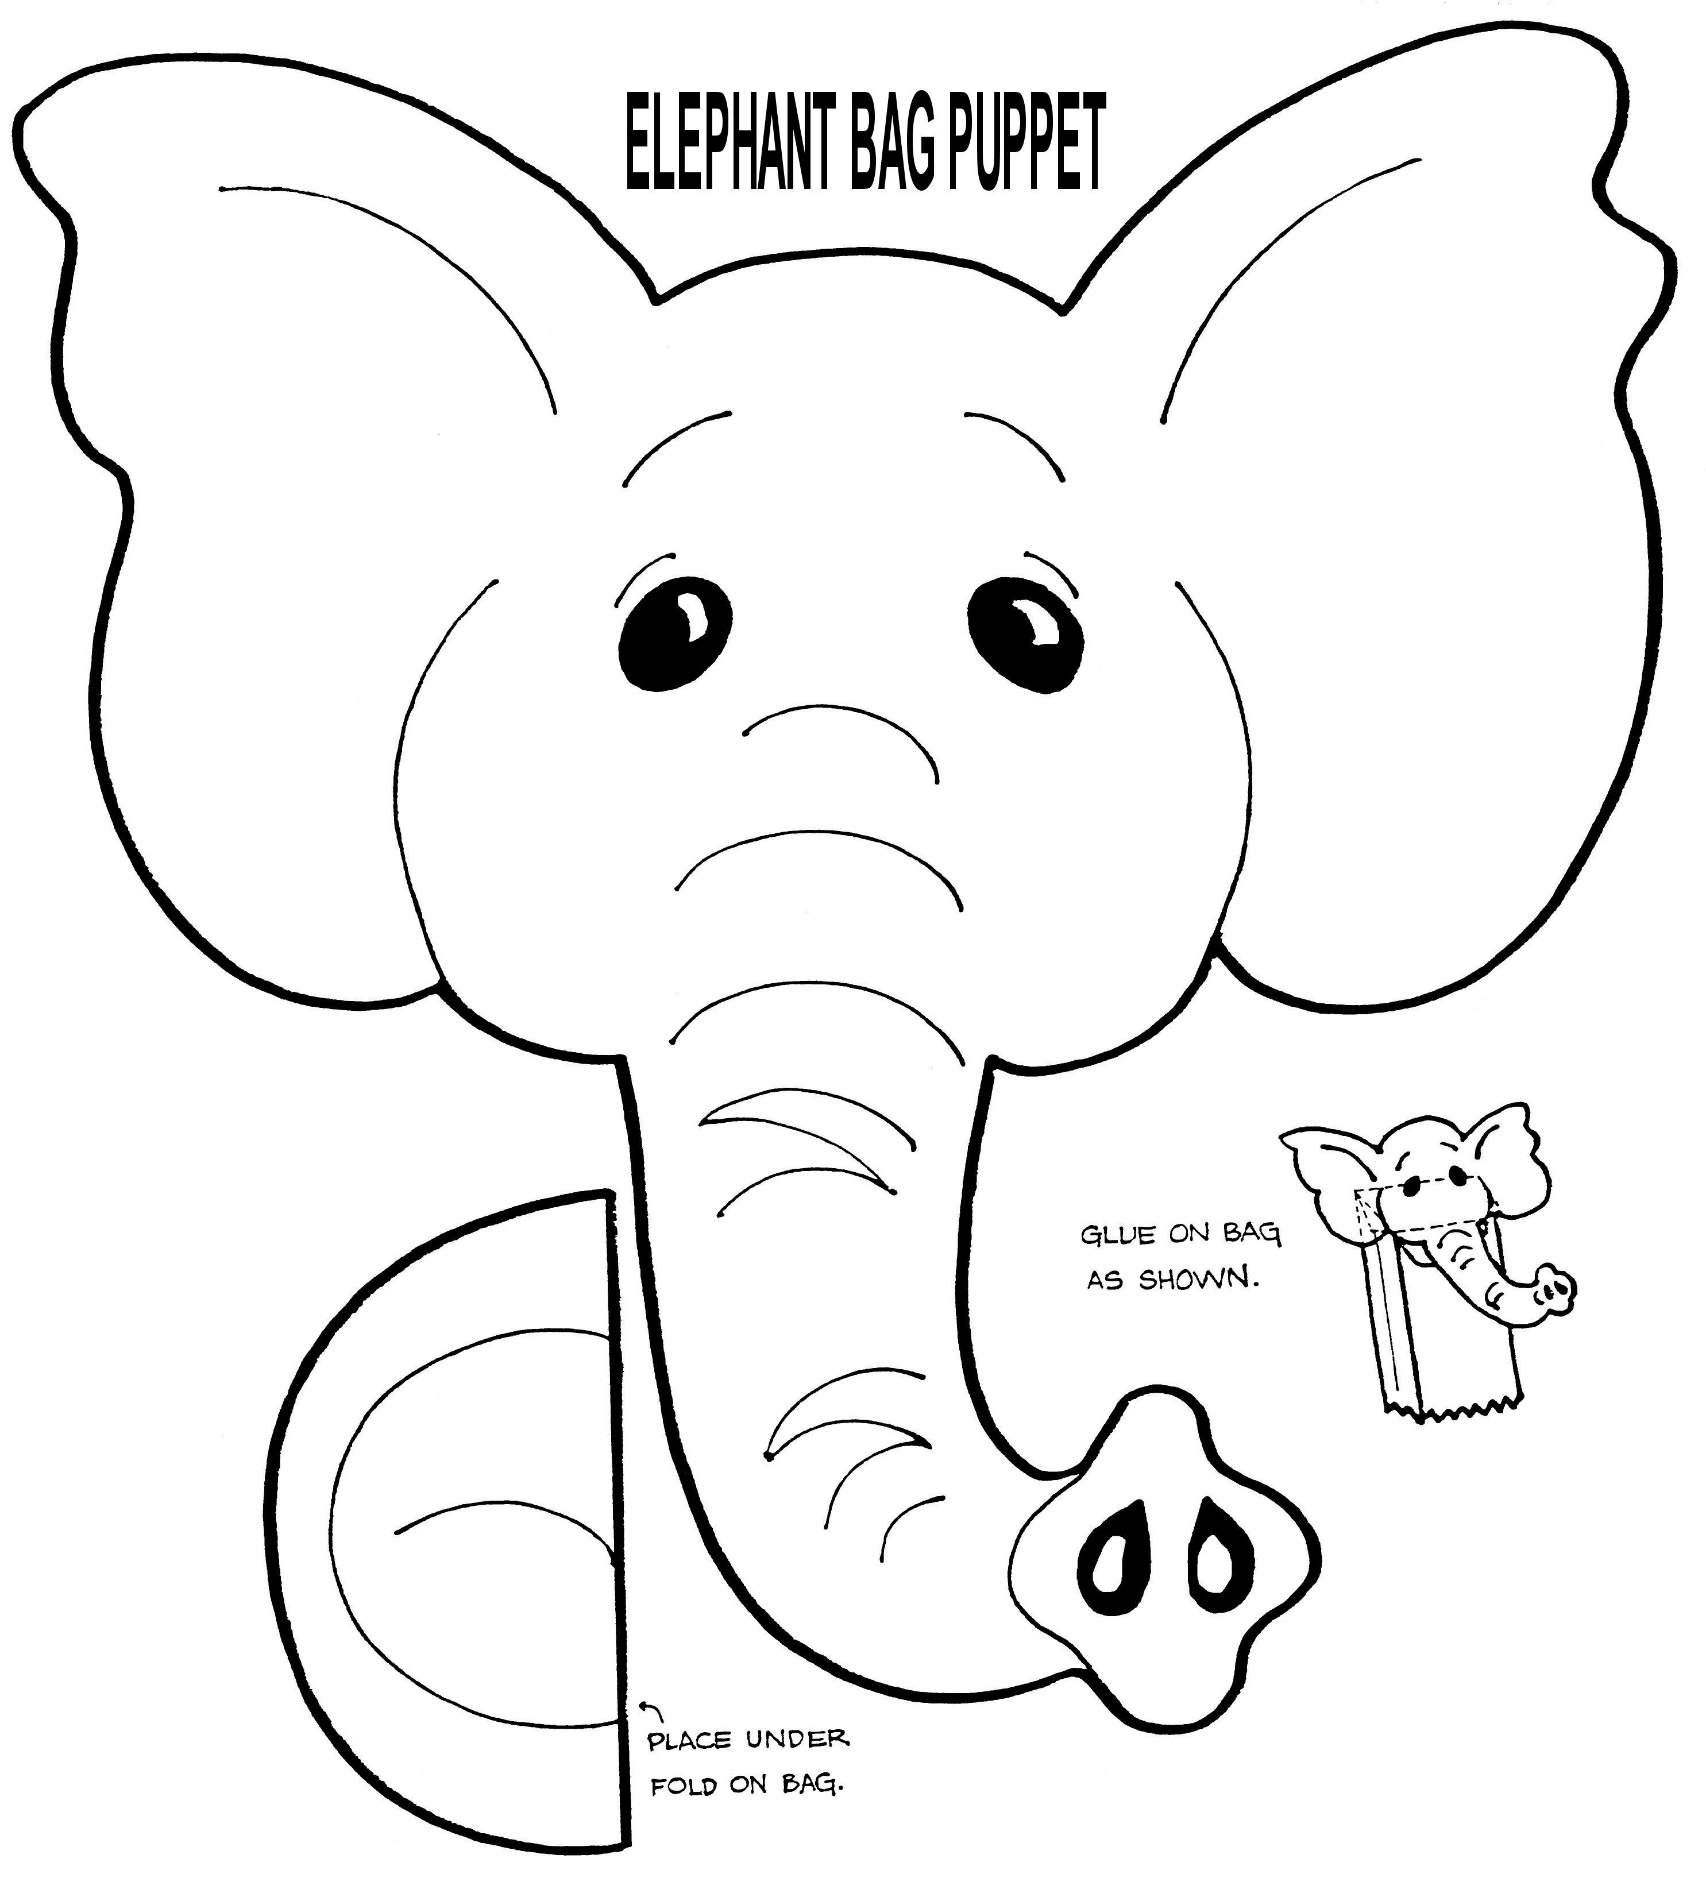 ELEPHANT BAG PUPPET
GLUE ON BAG
AS SHOWN.
PLACE UNDER
FOLD ON BAG.